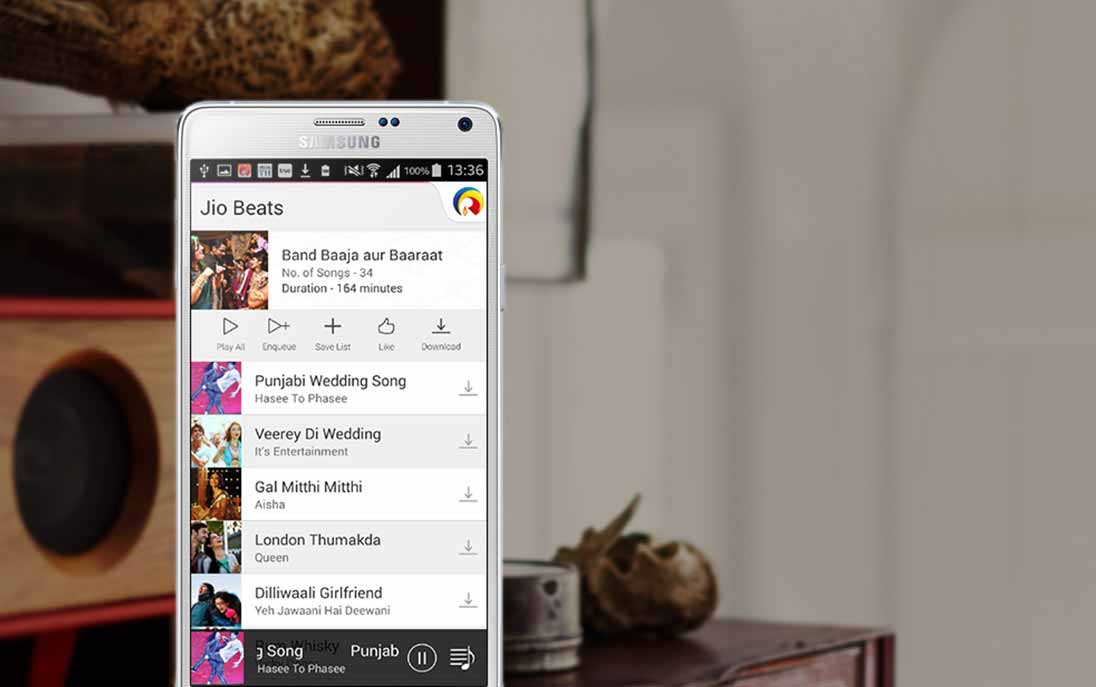 SAMSUNG
100% 13:36
Jio Beats
Band Baaja aur Baaraat
No. of Songs - 34
Duration - 164 minutes
Play All Enqueue Save List Like Download
Punjabi Wedding Song
Hasee To Phasee
Veerey Di Wedding
It's Entertainment
Gal Mitthi Mitthi
Aisha
London Thumakda
Queen
Dilliwaali Girlfriend
Yeh Jawaani Hai Deewani
Whisky
g Song Punjab
Hasee To Phasee